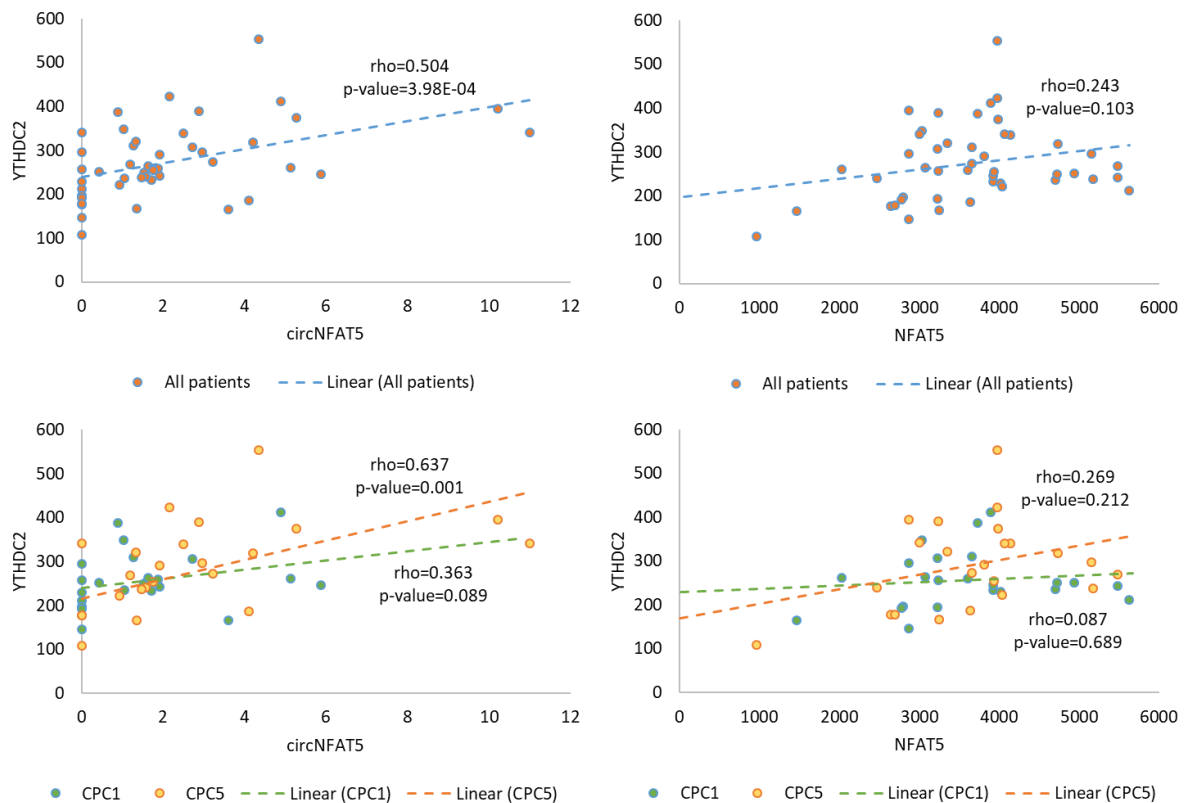 600
500
400
300
200
100
0
YTHDC2
rho=0.504
p-value=3.98E-04
0 2 4 6 8 10 12
circNFAT5
All patients Linear (All patients)
600
500
400
300
200
100
0
YTHDC2
rho=0.243
p-value=0.103
0 1000 2000 3000 4000 5000 6000
NFAT5
All patients Linear (All patients)
600
500
400
300
200
100
0
YTHDC2
rho=0.637
p-value=0.001
rho=0.363
p-value=0.089
0 2 4 6 8 10 12
circNFAT5
CPC1 CPC5 Linear (CPC1) Linear (CPC5)
600
500
400
300
200
100
0
YTHDC2
rho=0.269
p-value=0.212
rho=0.087
p-value=0.689
0 1000 2000 3000 4000 5000 6000
NFAT5
CPC1 CPC5 Linear (CPC1) Linear (CPC5)